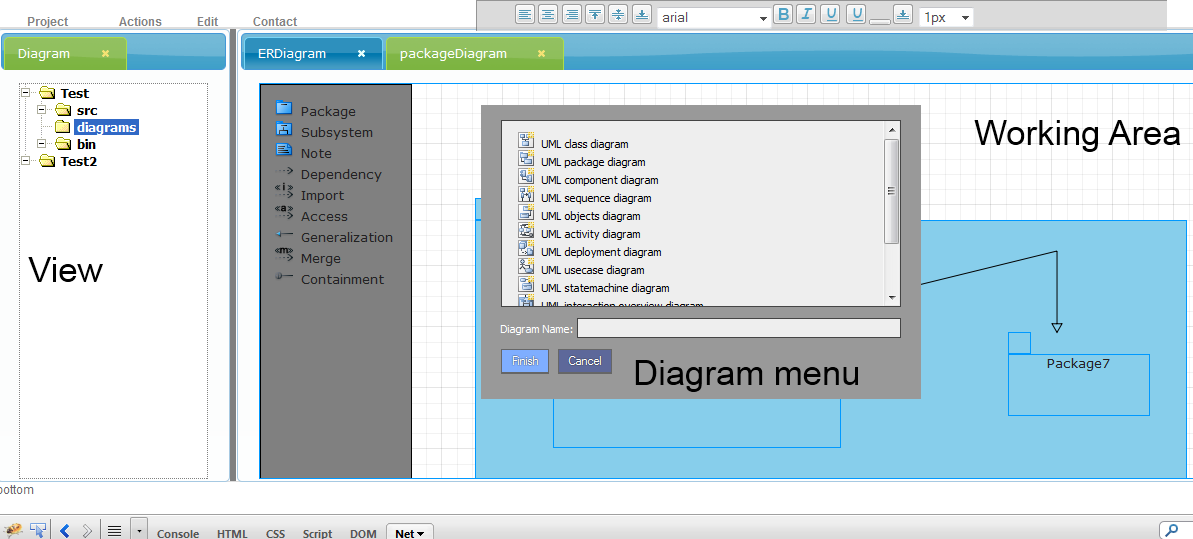 Project Actions Edit Contact
arial 1px
Diagram
ERDiagram
packageDiagram
Test
src
diagrams
bin
Test2
View
Package
Subsystem
Note
Dependency
<i> Import
<a> Access
Generalization
<m> Merge
Containment
UML class diagram
UML package diagram
UML component diagram
UML sequence diagram
UML objects diagram
UML activity diagram
UML deployment diagram
UML usecase diagram
UML statemachine diagram
UML interaction overview diagram
Diagram Name:
Finish Cancel
Diagram menu
Working Area
Package7
bottom
Console HTML CSS Script DOM Net